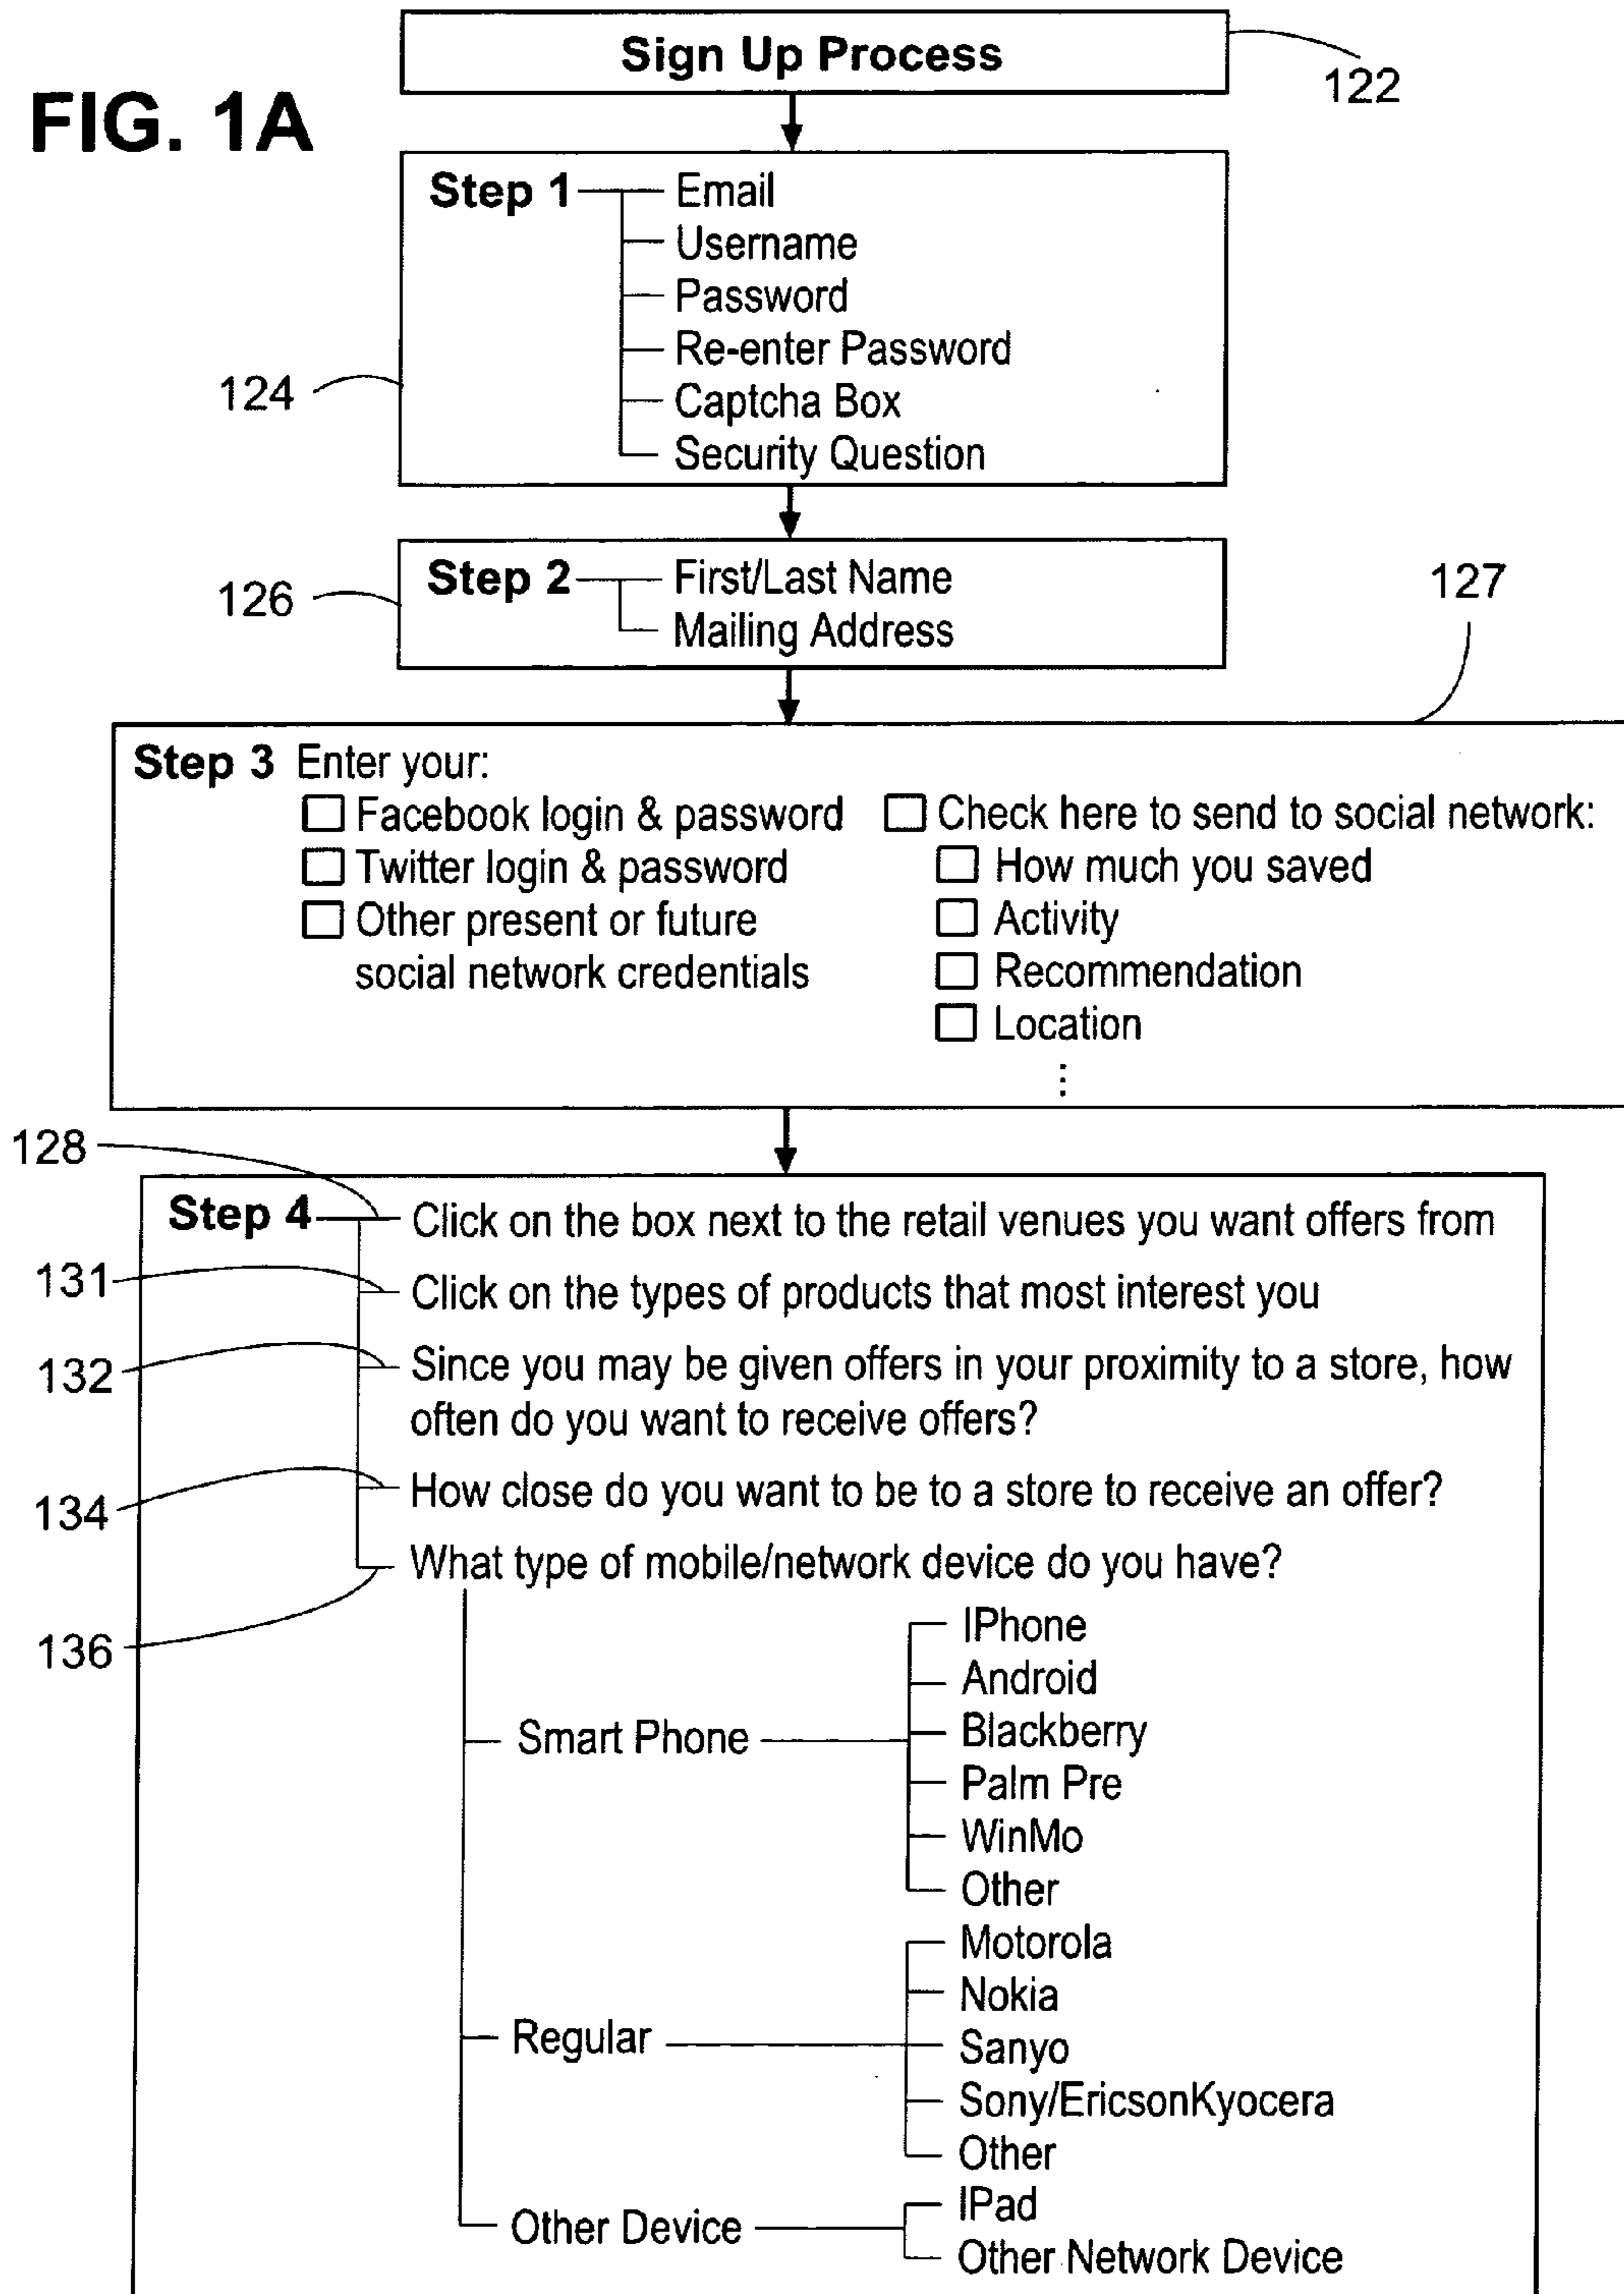 FIG. 1A
Sign Up Process
122
Step 1
Email
Username
Password
Re-enter Password
Captcha Box
Security Question
124
Step 2
First/Last Name
Mailing Address
126
127
Step 3 Enter your:
Facebook login & password
Twitter login & password
Other present or future
social network credentials
Check here to send to social network:
How much you saved
Activity
Recommendation
Location
⋮
128
Step 4
Click on the box next to the retail venues you want offers from
131
Click on the types of products that most interest you
132
Since you may be given offers in your proximity to a store, how
often do you want to receive offers?
134
How close do you want to be to a store to receive an offer?
136
What type of mobile/network device do you have?
Smart Phone
IPhone
Android
Blackberry
Palm Pre
WinMo
Other
Regular
Motorola
Nokia
Sanyo
Sony/EricsonKyocera
Other
Other Device
IPad
Other Network Device